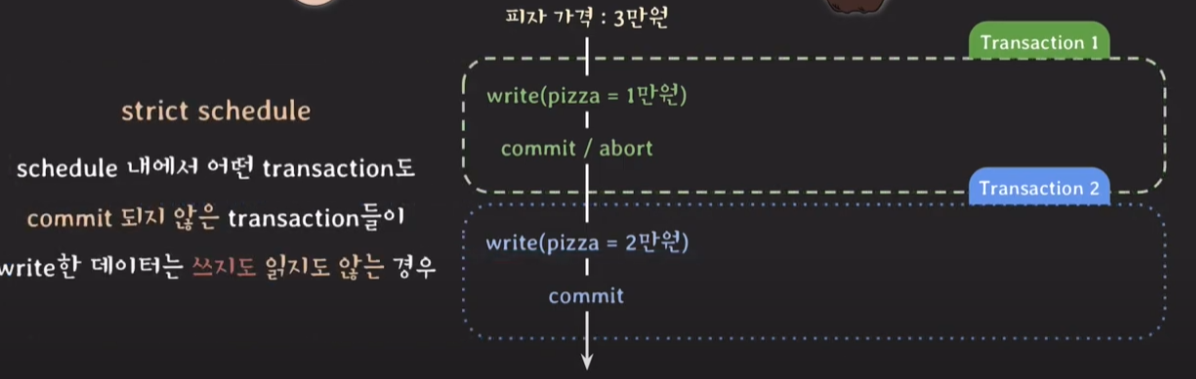 피자 가격 : 3만원
Transaction 1
write(pizza = 1만원)
commit / abort
strict schedule
schedule 내에서 어떤 transaction도
commit 되지 않은 transaction들이
write한 데이터는 쓰지도 읽지도 않는 경우
Transaction 2
write(pizza = 2만원)
commit